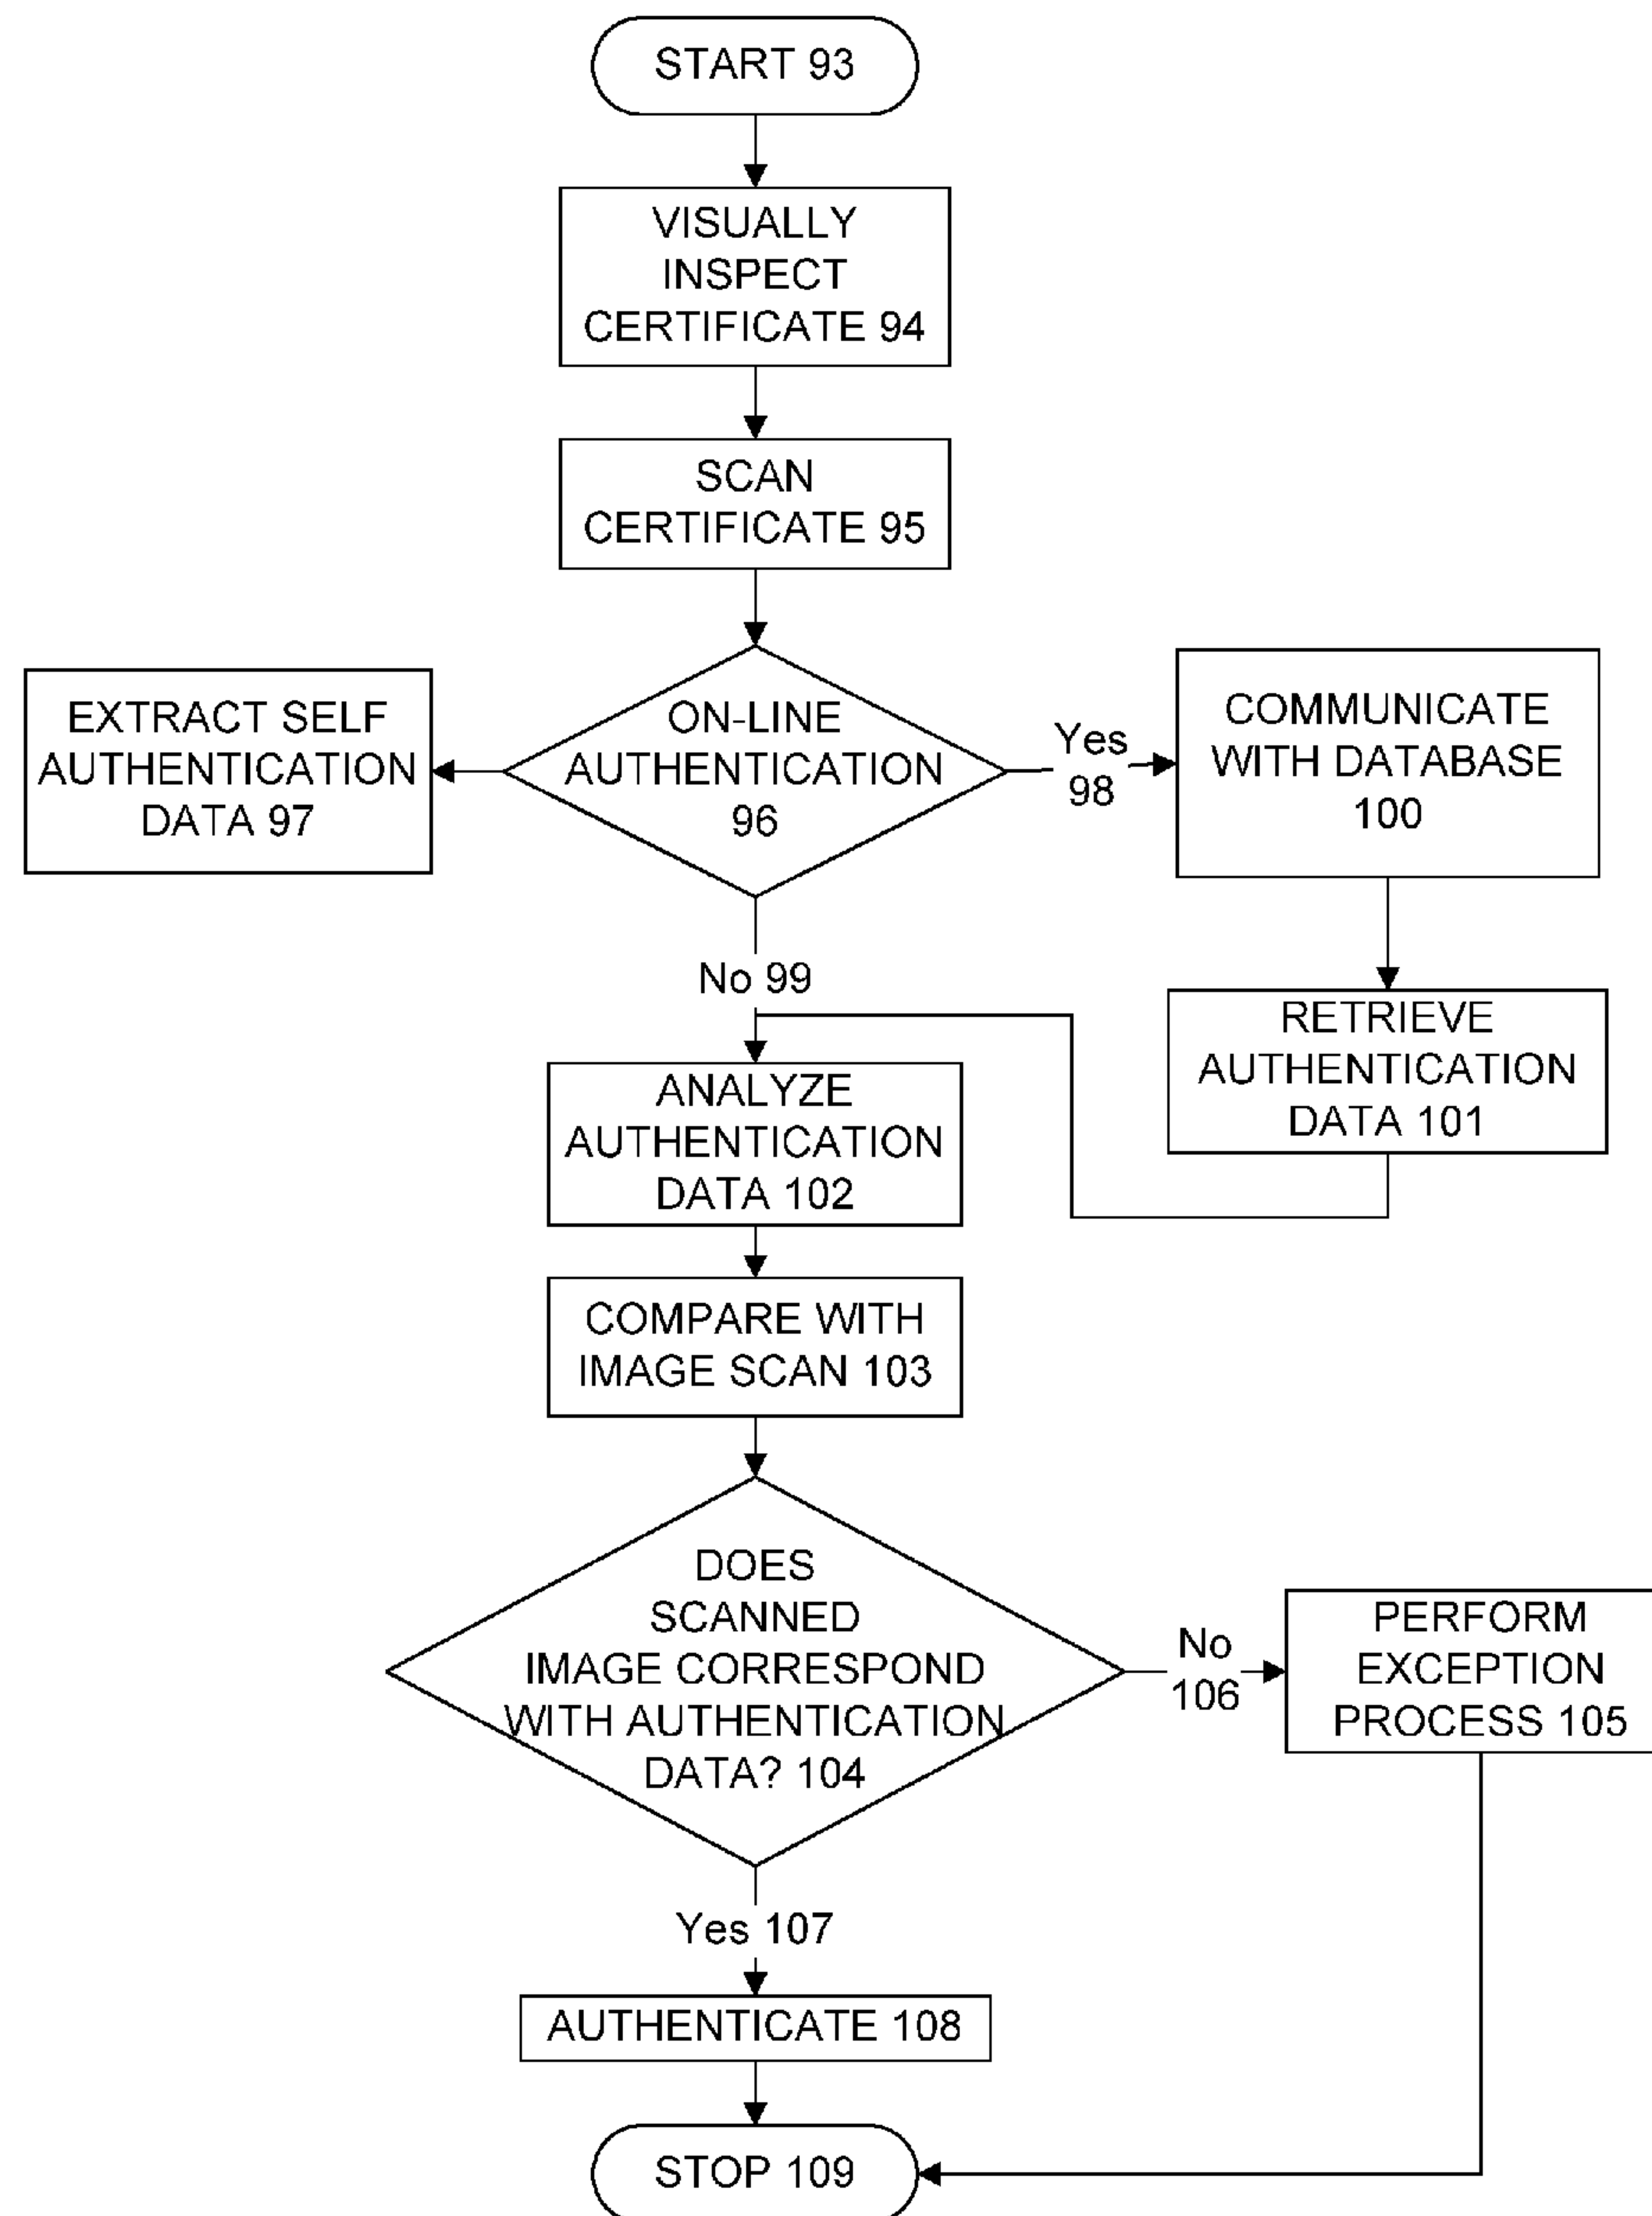 START 93
VISUALLY
INSPECT
CERTIFICATE 94
SCAN
CERTIFICATE 95
EXTRACT SELF
AUTHENTICATION
DATA 97
ON-LINE
AUTHENTICATION
96
Yes
98
COMMUNICATE
WITH DATABASE
100
No 99
RETRIEVE
AUTHENTICATION
DATA 101
ANALYZE
AUTHENTICATION
DATA 102
COMPARE WITH
IMAGE SCAN 103
DOES
SCANNED
IMAGE CORRESPOND
WITH AUTHENTICATION
DATA? 104
No
106
PERFORM
EXCEPTION
PROCESS 105
Yes 107
AUTHENTICATE 108
STOP 109